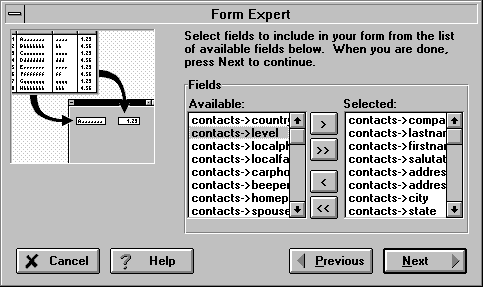 Form Expert
Select fields to include in your form from the list
of available fields below. When you are done,
press Next to continue.
Fields
Available:
Selected:
contacts->country
contacts->level
contacts->localph
contacts->localfa
contacts->carpho
contacts->beeper
contacts->homep
contacts->spouse
>
>>
<
<<
contacts->compa
contacts->lastnar
contacts->firstnar
contacts->salutat
contacts->addres
contacts->addres
contacts->city
contacts->state
Cancel
? Help
Previous
Next